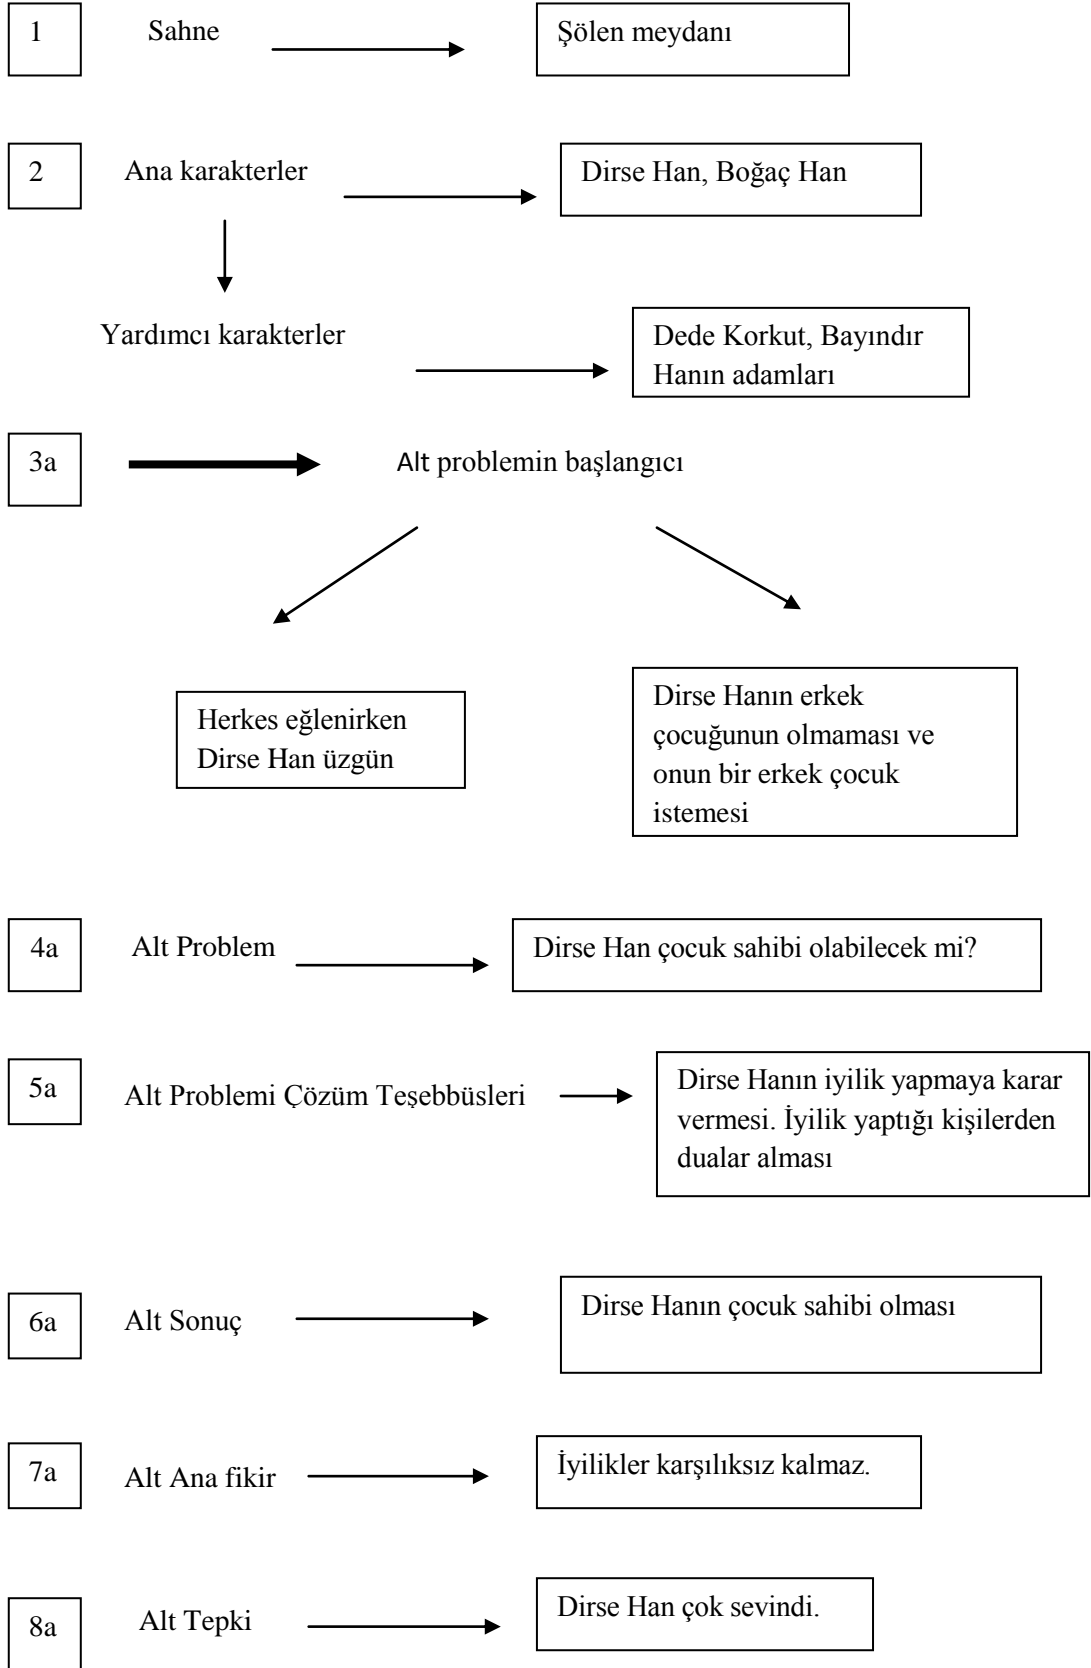 1
Sahne
Şölen meydanı
2
Ana karakterler
Dirse Han, Boğaç Han
Yardımcı karakterler
Dede Korkut, Bayındır
Hanın adamları
3a
Alt problemin başlangıcı
Herkes eğlenirken
Dirse Han üzgün
Dirse Hanın erkek
çocuğunun olmaması ve
onun bir erkek çocuk
istemesi
4a
Alt Problem
Dirse Han çocuk sahibi olabilecek mi?
5a
Alt Problemi Çözüm Teşebbüsleri
Dirse Hanın iyilik yapmaya karar
vermesi. İyilik yaptığı kişilerden
dualar alması
6a
Alt Sonuç
Dirse Hanın çocuk sahibi olması
7a
Alt Ana fikir
İyilikler karşılıksız kalmaz.
8a
Alt Tepki
Dirse Han çok sevindi.